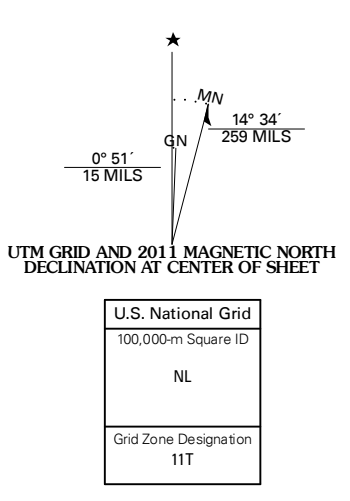 ★
MN
14° 34´
259 MILS
GN
0° 51´
15 MILS
UTM GRID AND 2011 MAGNETIC NORTH
DECLINATION AT CENTER OF SHEET
U.S. National Grid
100,000-m Square ID
NL
Grid Zone Designation
11T